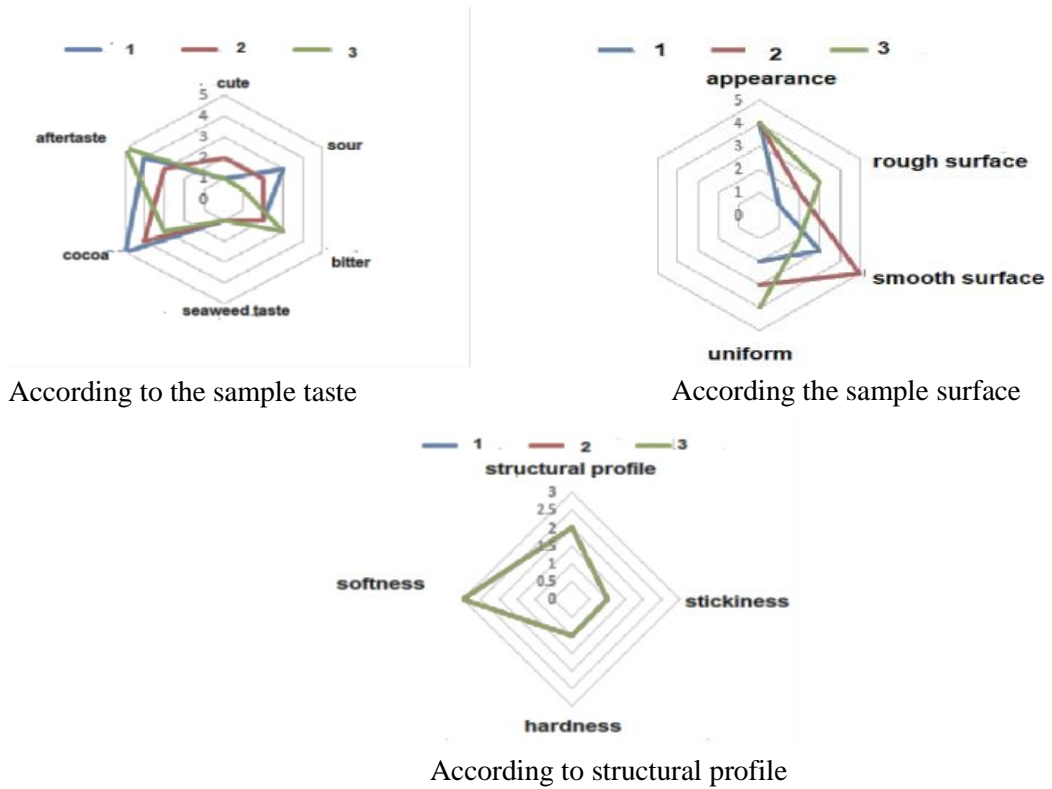 1 2 3
cute
5
4
3
2
1
0
aftertaste
sour
cocoa
bitter
seaweed taste
According to the sample taste
1 2 3
appearance
5
4
3
2
1
0
rough surface
smooth surface
uniform
According the sample surface
1 2 3
structural profile
3
2.5
2
1.5
1
0.5
0
softness
stickiness
hardness
According to structural profile